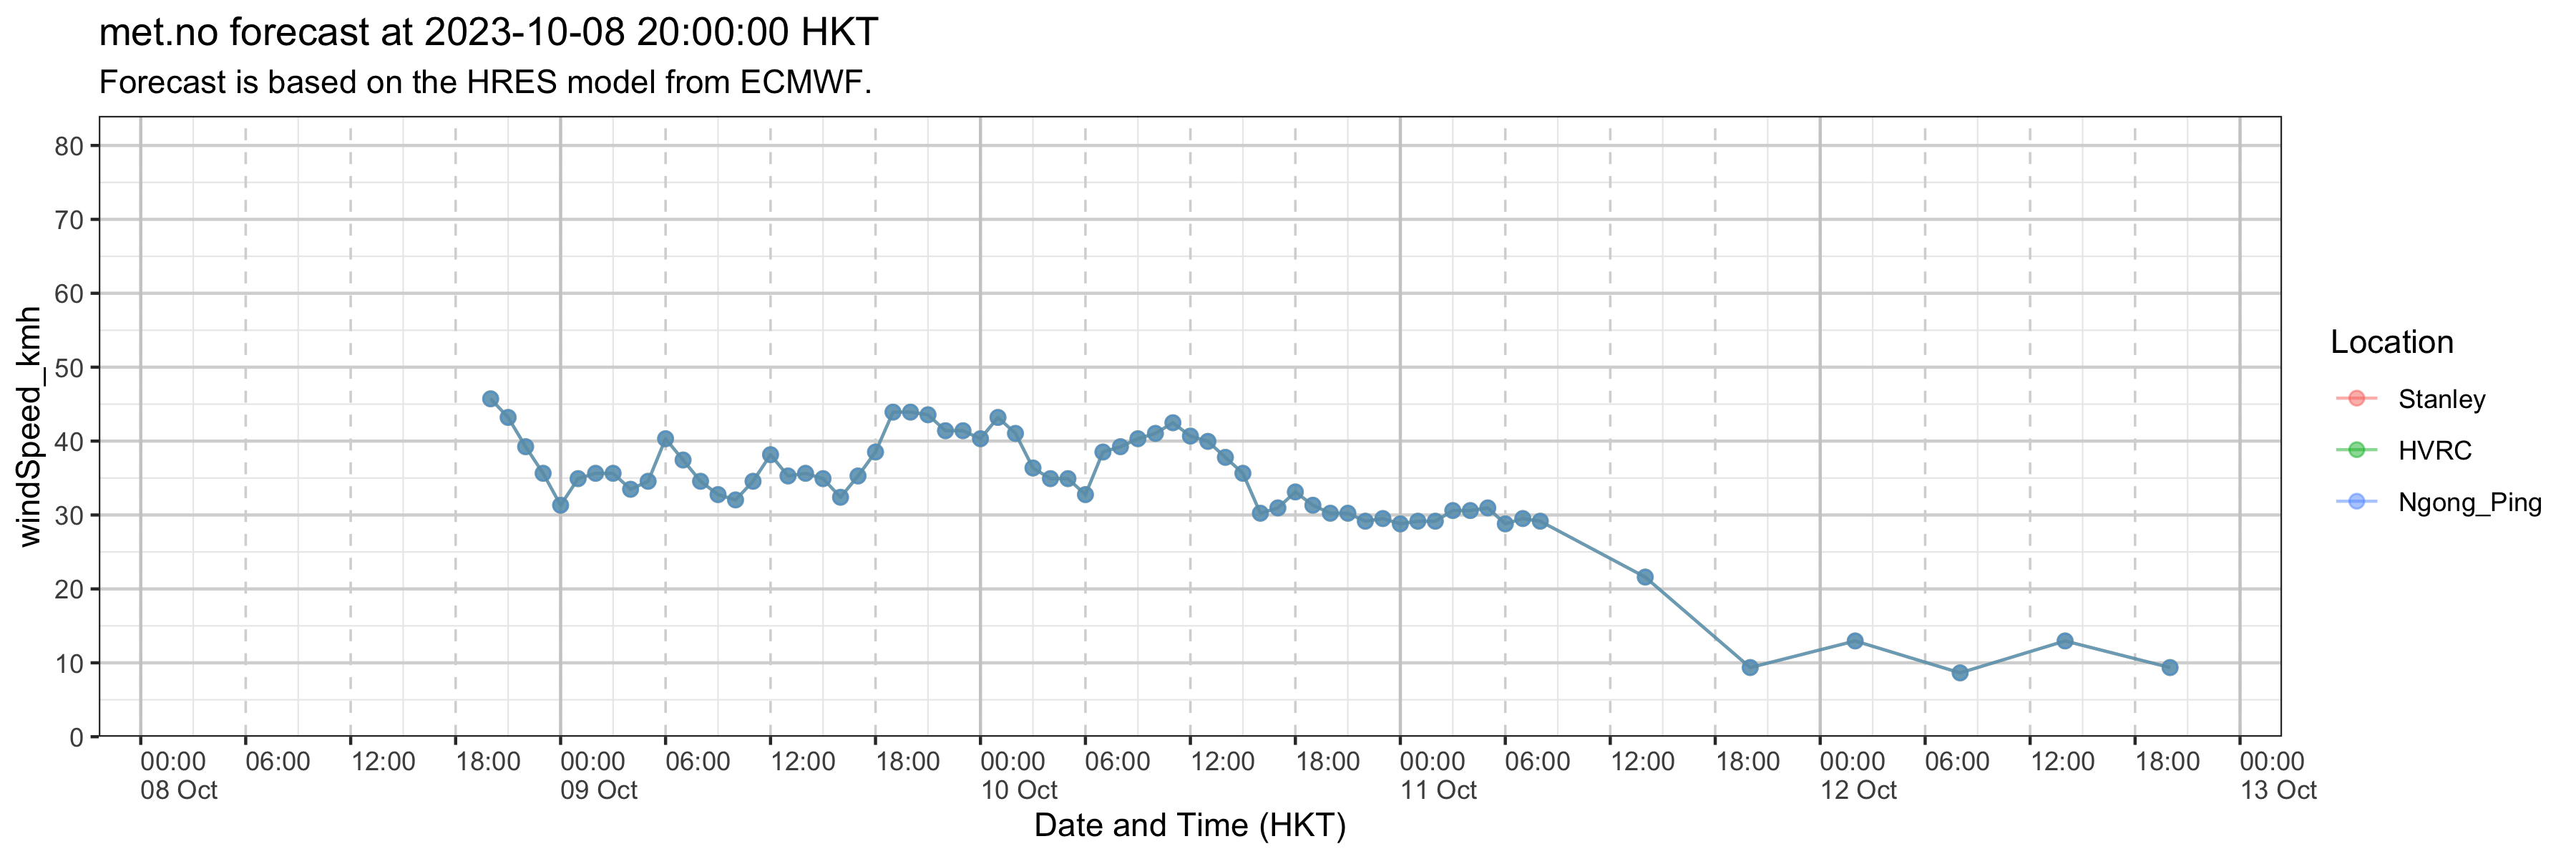 met.no forecast at 2023-10-08 20:00:00 HKT
Forecast is based on the HRES model from ECMWF.
windSpeed_kmh
80
70
60
50
40
30
20
10
0
00:00 06:00 12:00 18:00 00:00 06:00 12:00 18:00 00:00 06:00 12:00 18:00 00:00 06:00 12:00 18:00 00:00 06:00 12:00 18:00 00:00
08 Oct 09 Oct 10 Oct 11 Oct 12 Oct 13 Oct
Date and Time (HKT)
Location
Stanley
HVRC
Ngong_Ping